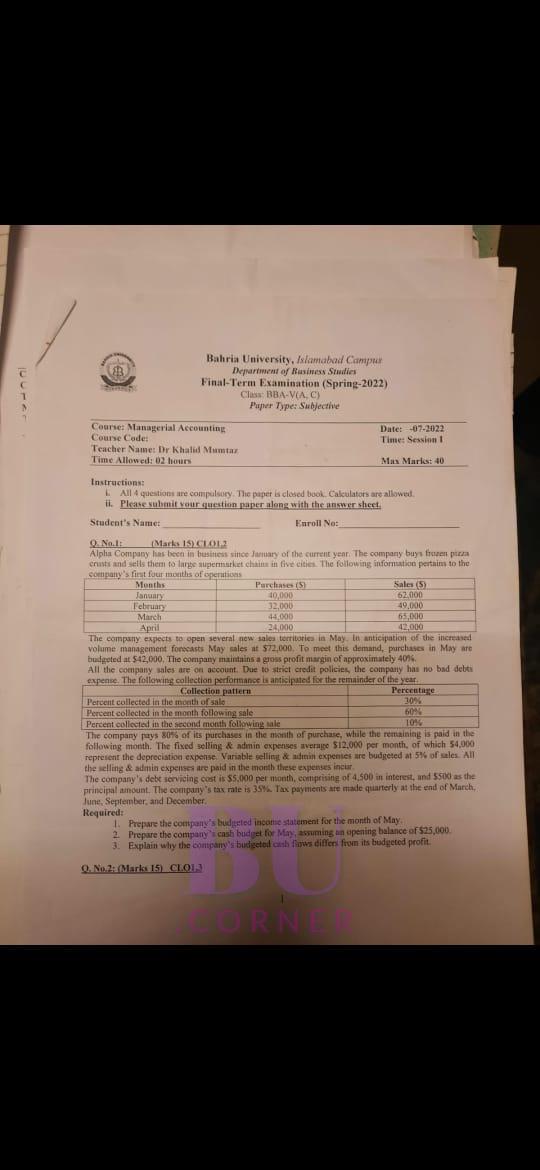 Bahria University, Islamabad Campus
Department of Business Studies
Final-Term Examination (Spring-2022)
Class: BBA-V(A, C)
Paper Type: Subjective
Course: Managerial Accounting Date: -07-2022
Course Code: Time: Session I
Teacher Name: Dr Khalid Mumtaz
Time Allowed: 02 hours Max Marks: 40
Instructions:
i. All 4 questions are compulsory. The paper is closed book. Calculators are allowed.
ii. Please submit your question paper along with the answer sheet.
Student's Name: Enroll No:
Q. No.1: (Marks 15) CLO1,2
Alpha Company has been in business since January of the current year. The company buys frozen pizza
crusts and sells them to large supermarket chains in five cities. The following information pertains to the
company's first four months of operations
Months Purchases ($) Sales ($)
January 40,000 62,000
February 32,000 49,000
March 44,000 65,000
April 24,000 42,000
The company expects to open several new sales territories in May. In anticipation of the increased
volume management forecasts May sales at $72,000. To meet this demand, purchases in May are
budgeted at $42,000. The company maintains a gross profit margin of approximately 40%.
All the company sales are on account. Due to strict credit policies, the company has no bad debts
expense. The following collection performance is anticipated for the remainder of the year.
Collection pattern Percentage
Percent collected in the month of sale 30%
Percent collected in the month following sale 60%
Percent collected in the second month following sale 10%
The company pays 80% of its purchases in the month of purchase, while the remaining is paid in the
following month. The fixed selling & admin expenses average $12,000 per month, of which $4,000
represent the depreciation expense. Variable selling & admin expenses are budgeted at 5% of sales. All
the selling & admin expenses are paid in the month these expenses incur.
The company's debt servicing cost is $5,000 per month, comprising of 4,500 in interest, and $500 as the
principal amount. The company's tax rate is 35%. Tax payments are made quarterly at the end of March,
June, September, and December.
Required:
1. Prepare the company's budgeted income statement for the month of May.
2. Prepare the company's cash budget for May, assuming an opening balance of $25,000.
3. Explain why the company's budgeted cash flows differs from its budgeted profit.
Q. No.2: (Marks 15) CLO1,3
1
BU
.CORNER